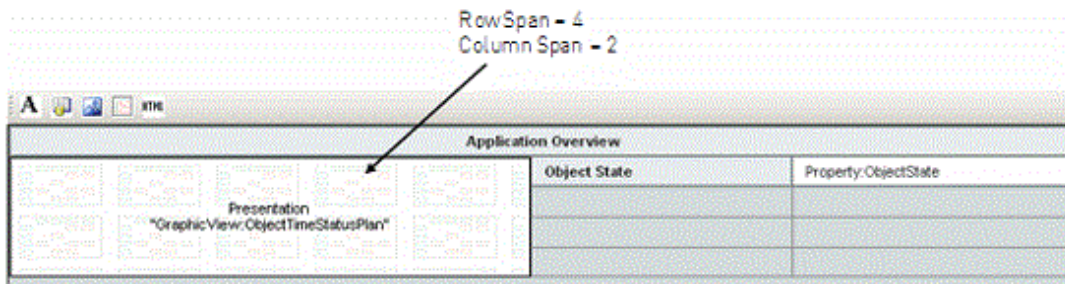 RowSpan = 4
Column Span = 2
A HTML
Application Overview
Object State Property:ObjectState
Presentation
"GraphicView:ObjectTimeStatusPlan"